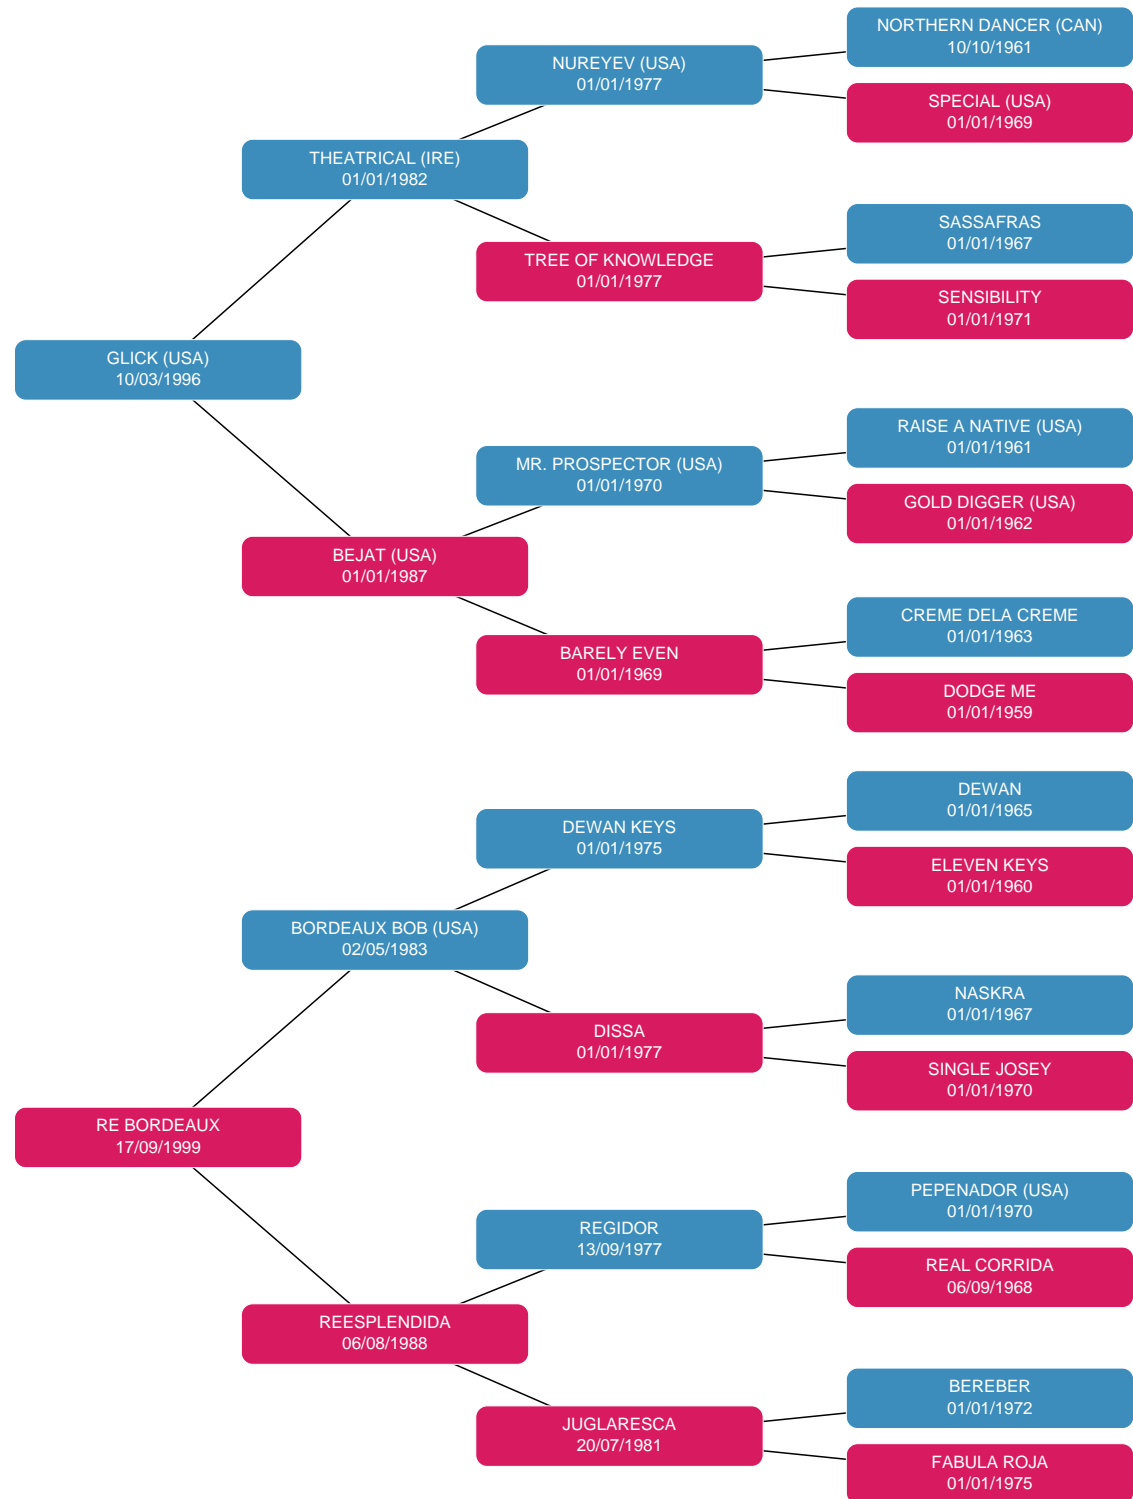 NORTHERN DANCER (CAN)
10/10/1961
NUREYEV (USA)
01/01/1977
SPECIAL (USA)
01/01/1969
THEATRICAL (IRE)
01/01/1982
SASSAFRAS
01/01/1967
TREE OF KNOWLEDGE
01/01/1977
SENSIBILITY
01/01/1971
GLICK (USA)
10/03/1996
RAISE A NATIVE (USA)
01/01/1961
MR. PROSPECTOR (USA)
01/01/1970
GOLD DIGGER (USA)
01/01/1962
BEJAT (USA)
01/01/1987
CREME DELA CREME
01/01/1963
BARELY EVEN
01/01/1969
DODGE ME
01/01/1959
DEWAN
01/01/1965
DEWAN KEYS
01/01/1975
ELEVEN KEYS
01/01/1960
BORDEAUX BOB (USA)
02/05/1983
NASKRA
01/01/1967
DISSA
01/01/1977
SINGLE JOSEY
01/01/1970
RE BORDEAUX
17/09/1999
PEPENADOR (USA)
01/01/1970
REGIDOR
13/09/1977
REAL CORRIDA
06/09/1968
REESPLENDIDA
06/08/1988
BEREBER
01/01/1972
JUGLARESCA
20/07/1981
FABULA ROJA
01/01/1975